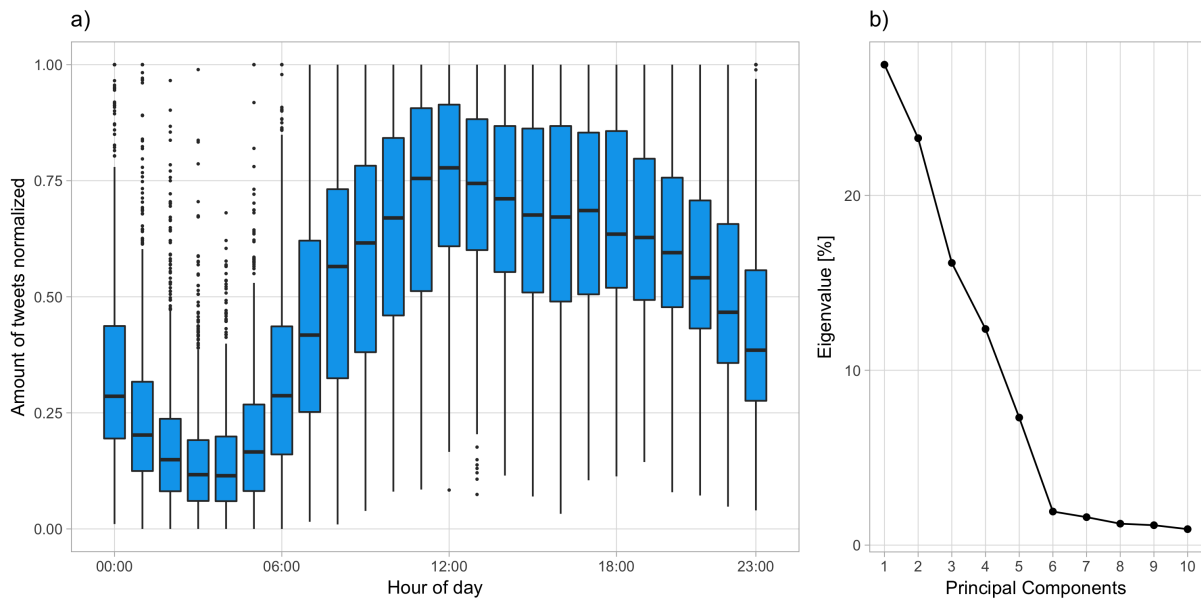 a)
Amount of tweets normalized
1.00
0.75
0.50
0.25
0.00
00:00 06:00 12:00 18:00 23:00
Hour of day
b)
Eigenvalue [%]
20
10
0
1 2 3 4 5 6 7 8 9 10
Principal Components